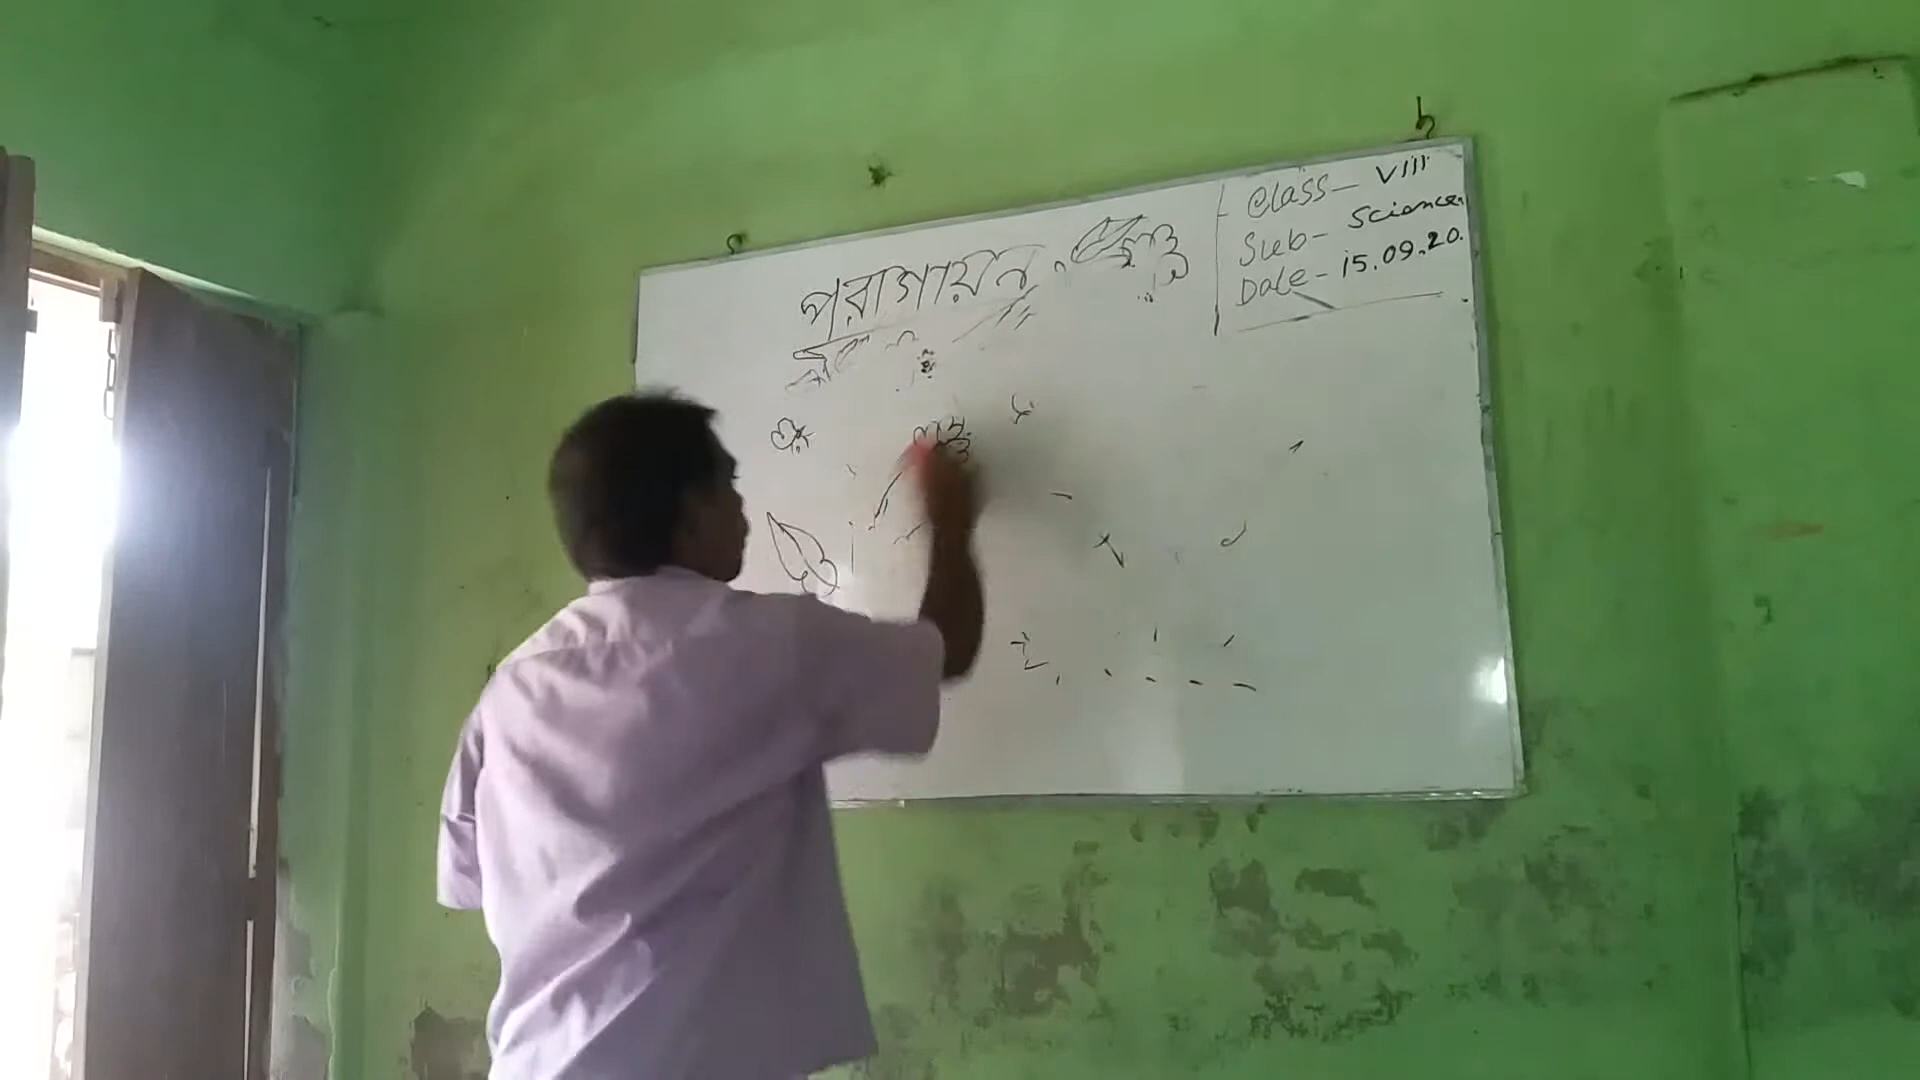 পরাগায়ন
Class- VIII
Sub- Science
Date- 15.09.20.